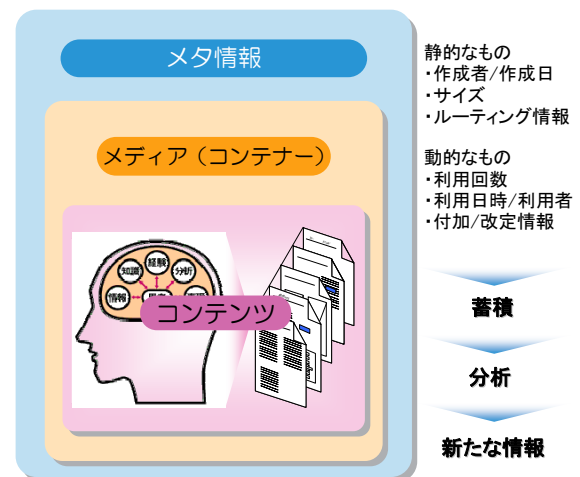 メタ情報
メディア（コンテナー）
知識
経験
分析
情報
コンテンツ
静的なもの
・作成者/作成日
・サイズ
・ルーティング情報
動的なもの
・利用回数
・利用日時/利用者
・付加/改定情報
蓄積
分析
新たな情報